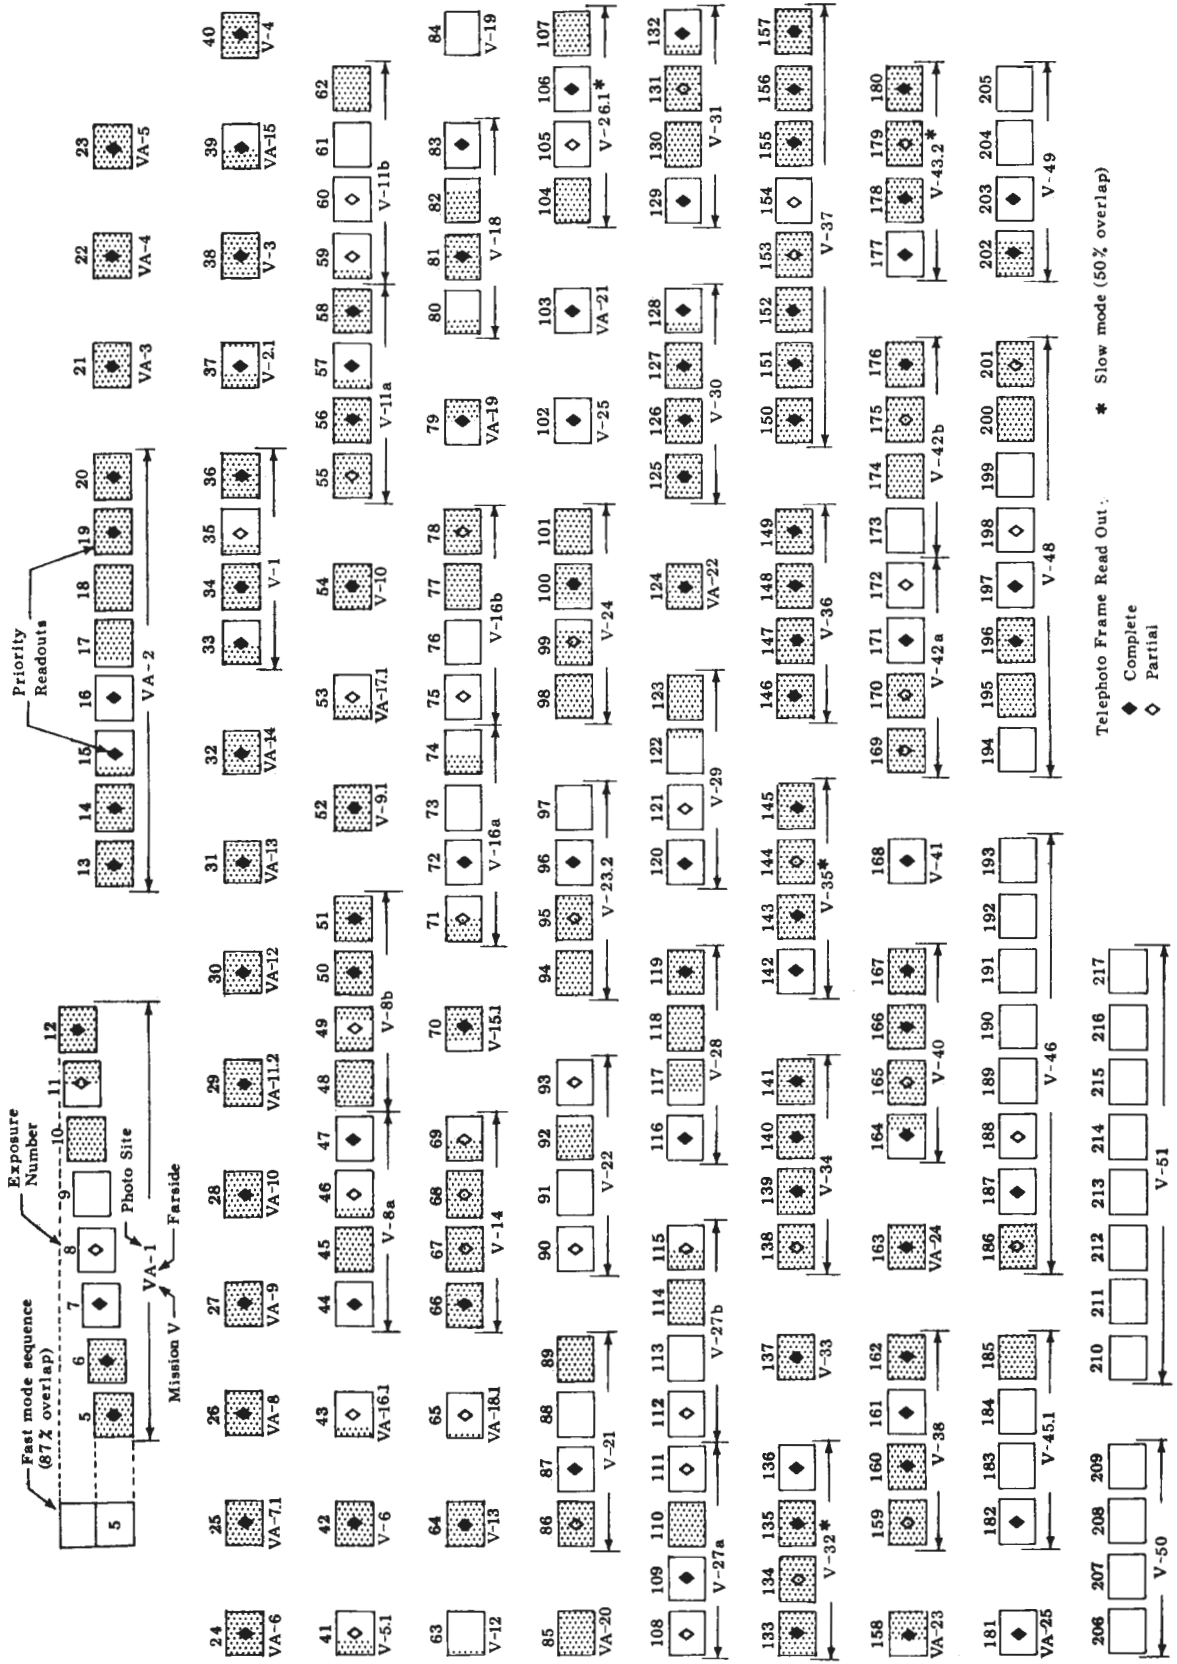 Fast mode sequence
(87% overlap)
Exposure
Number
Priority
Readouts
5
5 6 7 8 9 10 11 12 13 14 15 16 17 18 19 20 21 22 23
Photo Site
VA-1 VA-2 VA-3 VA-4 VA-5
Mission V
Farside
24 25 26 27 28 29 30 31 32 33 34 35 36 37 38 39 40
VA-6 VA-7.1 VA-8 VA-9 VA-10 VA-11.2 VA-12 VA-13 VA-14 V-1 V-2.1 V-3 VA-15 V-4
41 42 43 44 45 46 47 48 49 50 51 52 53 54 55 56 57 58 59 60 61 62
V-5.1 V-6 VA-16.1 V-8a V-8b V-9.1 VA-17.1 V-10 V-11a V-11b
63 64 65 66 67 68 69 70 71 72 73 74 75 76 77 78 79 80 81 82 83 84
V-12 V-13 VA-18.1 V-14 V-15.1 V-16a V-16b VA-19 V-18 V-19
85 86 87 88 89 90 91 92 93 94 95 96 97 98 99 100 101 102 103 104 105 106 107
VA-20 V-21 V-22 V-23.2 V-24 V-25 VA-21 V-26.1*
108 109 110 111 112 113 114 115 116 117 118 119 120 121 122 123 124 125 126 127 128 129 130 131 132
V-27a V-27b V-28 V-29 VA-22 V-30 V-31
133 134 135 136 137 138 139 140 141 142 143 144 145 146 147 148 149 150 151 152 153 154 155 156 157
V-32* V-33 V-34 V-35* V-36 V-37
158 159 160 161 162 163 164 165 166 167 168 169 170 171 172 173 174 175 176 177 178 179 180
VA-23 V-38 VA-24 V-40 V-41 V-42a V-42b V-43.2*
181 182 183 184 185 186 187 188 189 190 191 192 193 194 195 196 197 198 199 200 201 202 203 204 205
VA-25 V-45.1 V-46 V-48 V-49
206 207 208 209 210 211 212 213 214 215 216 217
V-50 V-51
Telephoto Frame Read Out:
Complete
Partial
* Slow mode (50% overlap)